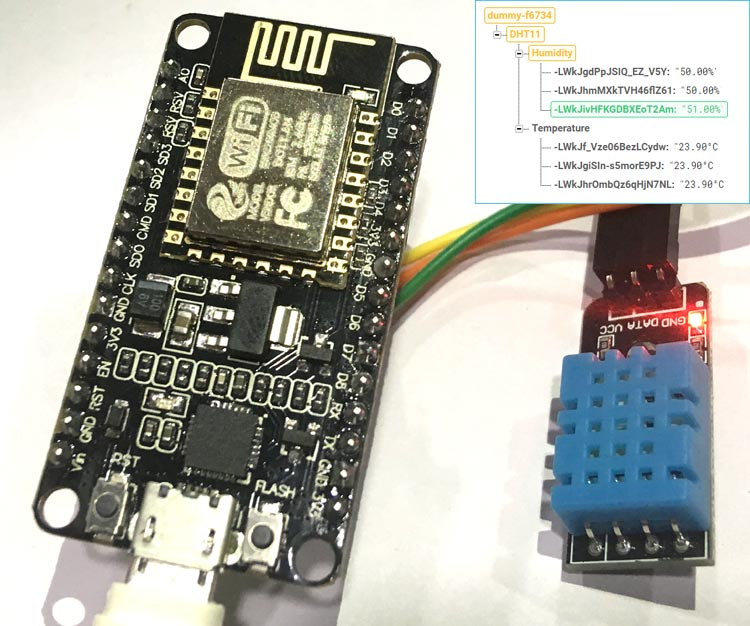 dummy-f6734
DHT11
Humidity
-LWkJgdPpJSIQ_EZ_V5Y: "50.00%"
-LWkJhmMXkTVH46flZ61: "50.00%
-LWkJivHFKGDBXEoT2Am: "51.00%"
Temperature
-LWkJf_Vze06BezLCydw: "23.90°C
-LWkJgiSIn-s5morE9PJ: "23.90°C
-LWkJhrOmbQz6qHjN7NL: "23.90°C
A0
RSV
RSV
SD3
SD2
SD1
CMD
SD0
CLK
GND
3V3
EN
RST
GND
Vin
WiFi
FC
D0
D1
D2
D3
D4
3V3
GND
D5
D6
D7
D8
RX
TX
GND
3V3
RST
FLASH
GND DATA VCC